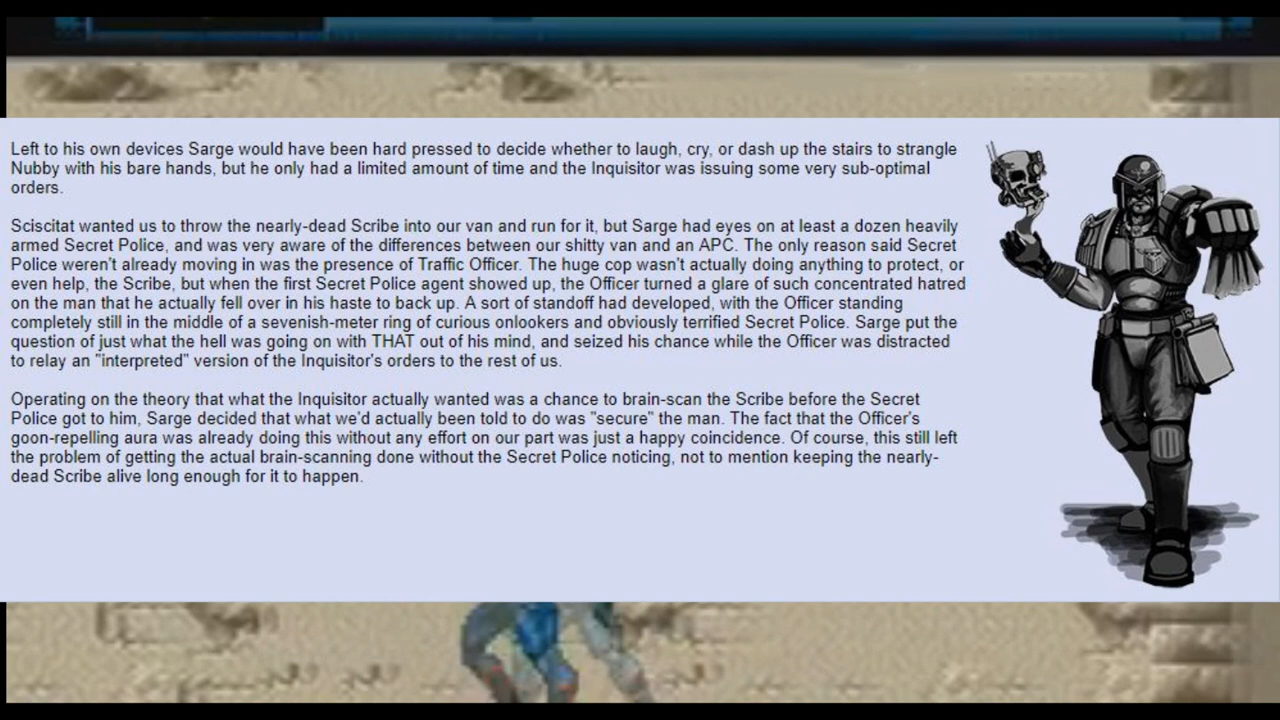 Left to his own devices Sarge would have been hard pressed to decide whether to laugh, cry, or dash up the stairs to strangle
Nubby with his bare hands, but he only had a limited amount of time and the Inquisitor was issuing some very sub-optimal
orders.
Sciscitat wanted us to throw the nearly-dead Scribe into our van and run for it, but Sarge had eyes on at least a dozen heavily
armed Secret Police, and was very aware of the differences between our shitty van and an APC. The only reason said Secret
Police weren't already moving in was the presence of Traffic Officer. The huge cop wasn't actually doing anything to protect, or
even help, the Scribe, but when the first Secret Police agent showed up, the Officer turned a glare of such concentrated hatred
on the man that he actually fell over in his haste to back up. A sort of standoff had developed, with the Officer standing
completely still in the middle of a sevenish-meter ring of curious onlookers and obviously terrified Secret Police. Sarge put the
question of just what the hell was going on with THAT out of his mind, and seized his chance while the Officer was distracted
to relay an "interpreted" version of the Inquisitor's orders to the rest of us.
Operating on the theory that what the Inquisitor actually wanted was a chance to brain-scan the Scribe before the Secret
Police got to him, Sarge decided that what we'd actually been told to do was "secure" the man. The fact that the Officer's
goon-repelling aura was already doing this without any effort on our part was just a happy coincidence. Of course, this still left
the problem of getting the actual brain-scanning done without the Secret Police noticing, not to mention keeping the nearly-
dead Scribe alive long enough for it to happen.